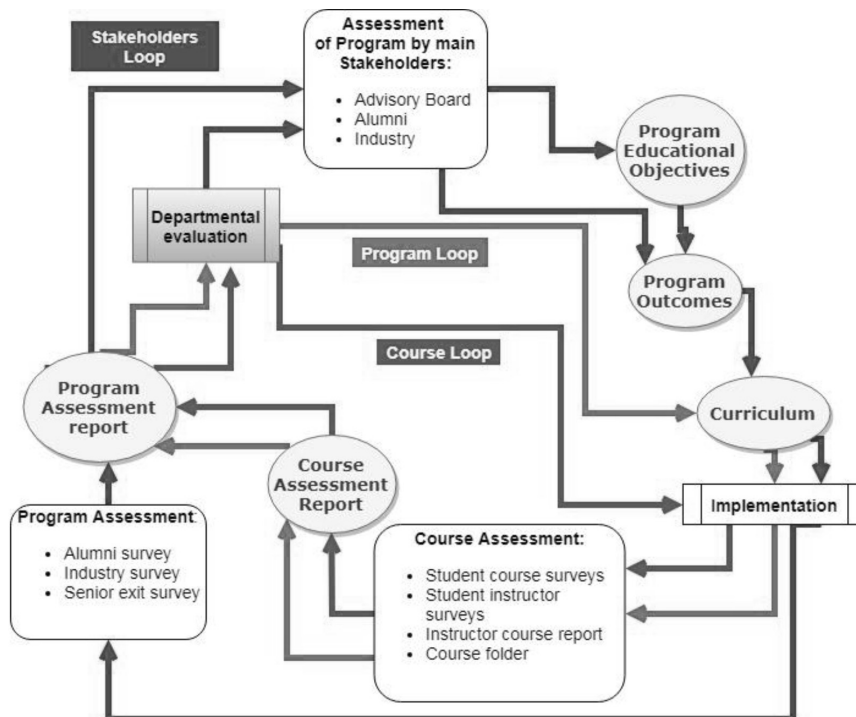 Stakeholders
Loop
Assessment
of Program by main
Stakeholders:
• Advisory Board
• Alumni
• Industry
Program
Educational
Objectives
Departmental
evaluation
Program Loop
Program
Outcomes
Course Loop
Program
Assessment
report
Curriculum
Course
Assessment
Report
Implementation
Program Assessment:
• Alumni survey
• Industry survey
• Senior exit survey
Course Assessment:
• Student course surveys
• Student instructor
surveys
• Instructor course report
• Course folder